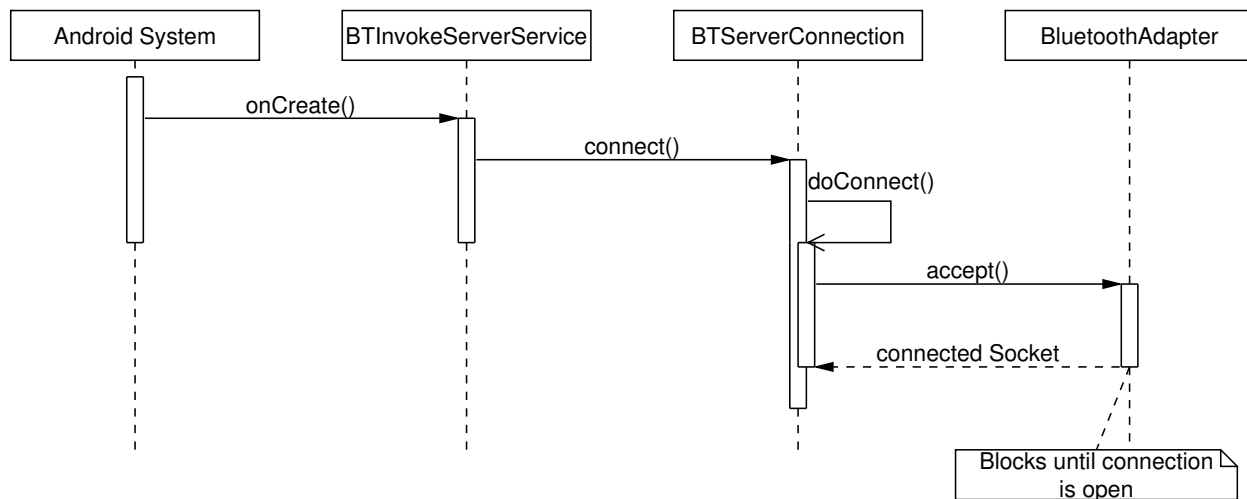 Android System
BTInvokeServerService
BTServerConnection
BluetoothAdapter
onCreate()
connect()
doConnect()
accept()
connected Socket
Blocks until connection
is open